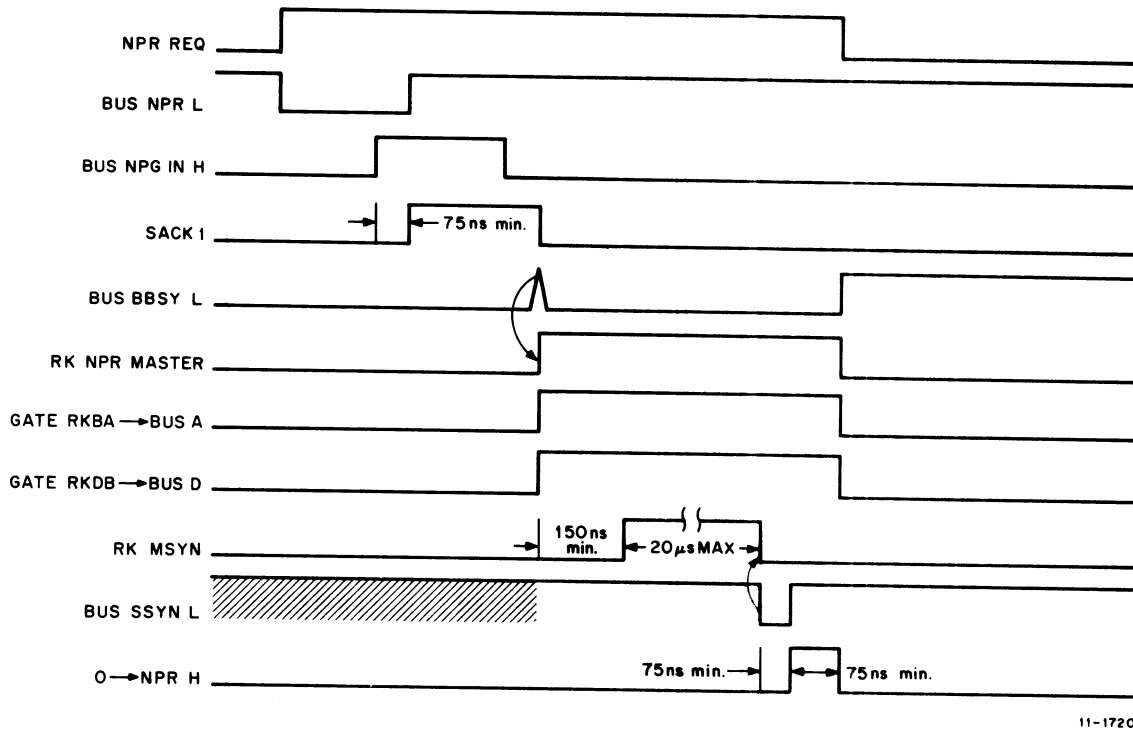 NPR REQ
BUS NPR L
BUS NPG IN H
SACK 1
75ns min.
BUS BBSY L
RK NPR MASTER
GATE RKBA→BUS A
GATE RKDB→BUS D
RK MSYN
150ns
min.
20μs MAX
BUS SSYN L
O→NPR H
75ns min.
75ns min.
11-1720